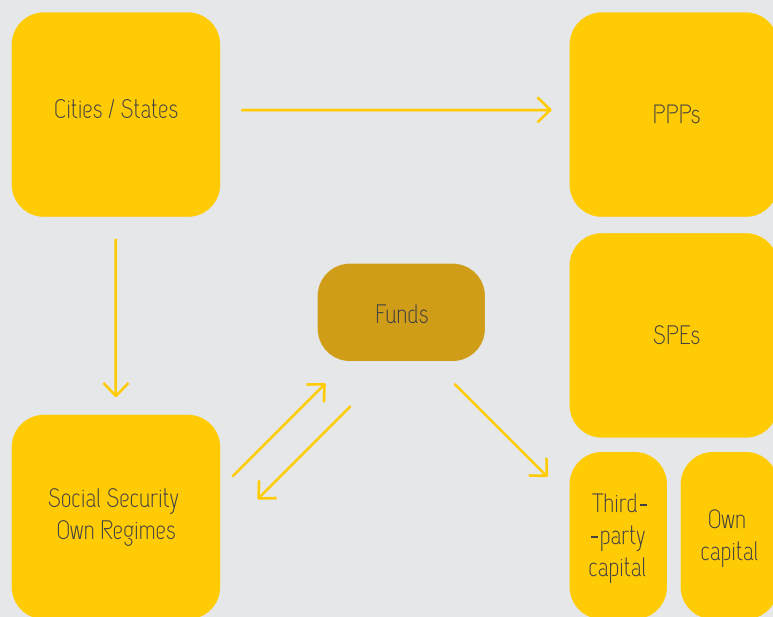 Cities / States
PPPs
Funds
SPEs
Social Security
Own Regimes
Third-
-party
capital
Own
capital